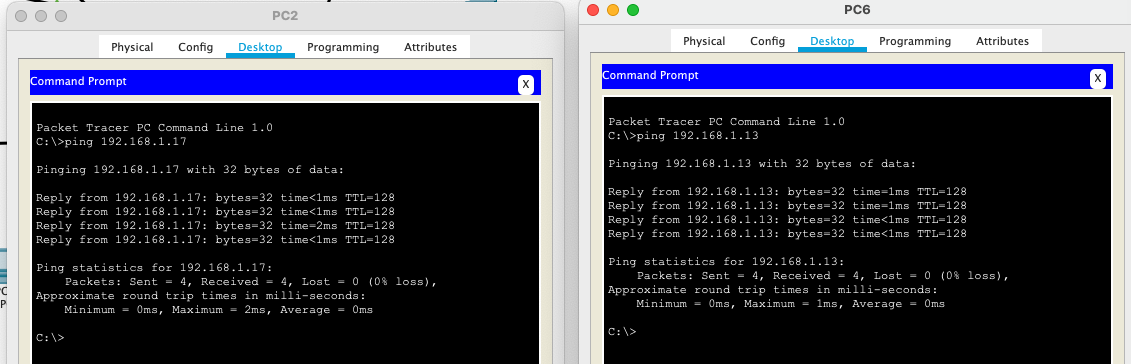 PC2
Physical Config Desktop Programming Attributes
Command Prompt
X
Packet Tracer PC Command Line 1.0
C:\>ping 192.168.1.17
Pinging 192.168.1.17 with 32 bytes of data:
Reply from 192.168.1.17: bytes=32 time<1ms TTL=128
Reply from 192.168.1.17: bytes=32 time<1ms TTL=128
Reply from 192.168.1.17: bytes=32 time=2ms TTL=128
Reply from 192.168.1.17: bytes=32 time<1ms TTL=128
Ping statistics for 192.168.1.17:
Packets: Sent = 4, Received = 4, Lost = 0 (0% loss),
Approximate round trip times in milli-seconds:
Minimum = 0ms, Maximum = 2ms, Average = 0ms
C:\>
PC6
Physical Config Desktop Programming Attributes
Command Prompt
X
Packet Tracer PC Command Line 1.0
C:\>ping 192.168.1.13
Pinging 192.168.1.13 with 32 bytes of data:
Reply from 192.168.1.13: bytes=32 time=1ms TTL=128
Reply from 192.168.1.13: bytes=32 time<1ms TTL=128
Reply from 192.168.1.13: bytes=32 time<1ms TTL=128
Reply from 192.168.1.13: bytes=32 time<1ms TTL=128
Ping statistics for 192.168.1.13:
Packets: Sent = 4, Received = 4, Lost = 0 (0% loss),
Approximate round trip times in milli-seconds:
Minimum = 0ms, Maximum = 1ms, Average = 0ms
C:\>